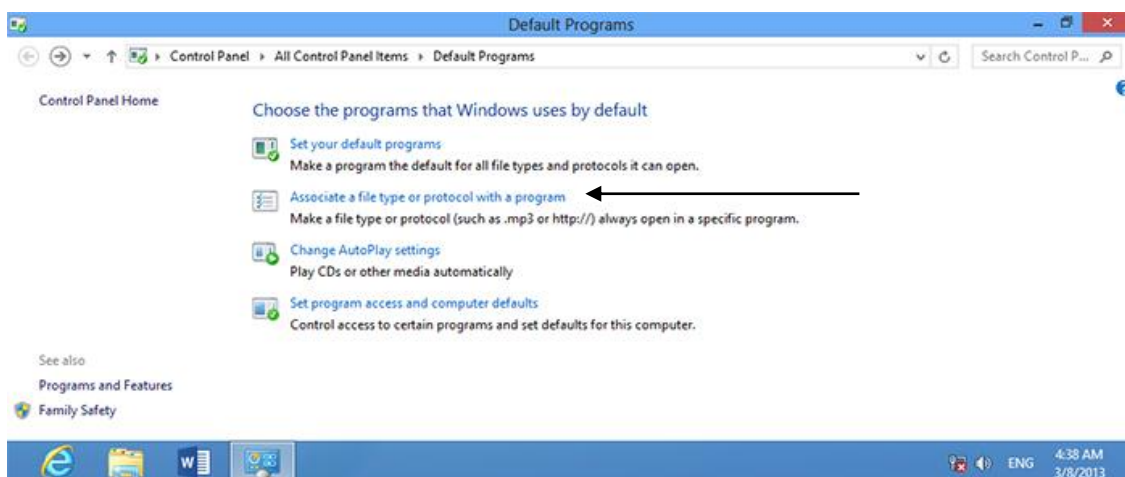 Default Programs
Control Panel All Control Panel Items Default Programs
Search Control P...
Control Panel Home
Choose the programs that Windows uses by default
Set your default programs
Make a program the default for all file types and protocols it can open.
Associate a file type or protocol with a program
Make a file type or protocol (such as .mp3 or http://) always open in a specific program.
Change AutoPlay settings
Play CDs or other media automatically
Set program access and computer defaults
Control access to certain programs and set defaults for this computer.
See also
Programs and Features
Family Safety
ENG
4:38 AM
3/8/2013